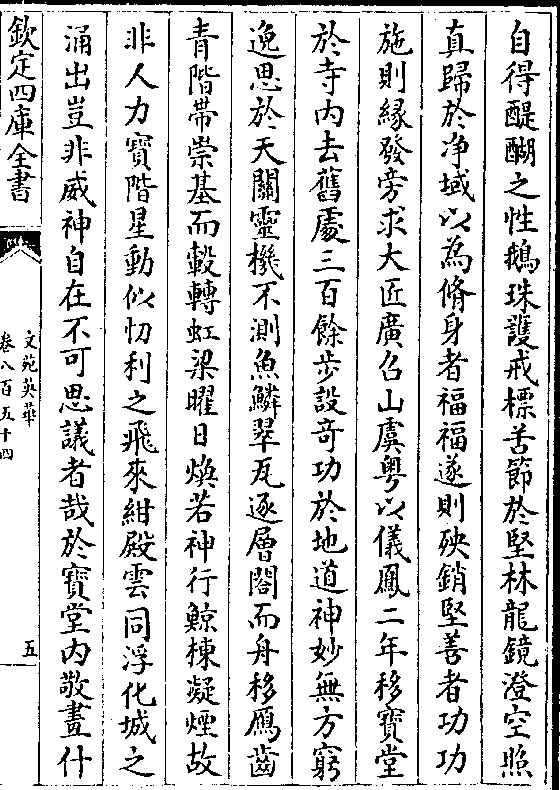 自得醍醐之性鵝珠護戒標苦節於堅林龍鏡澄空照
真歸於净域以為脩身者福福遂則殃銷堅善者功功
施則縁發旁求大匠廣召山虞粤以儀鳳二年移寶堂
於寺内去舊處三百餘步設竒功於地道神妙無方窮
逸思於天關靈機不測魚鱗翠瓦逐層閣而舟移鴈齒
青階帶崇基而轂轉虹梁曜日煥若神行鯨棟凝煙故
非人力寶階星動似忉利之飛來紺殿雲同浮化城之
涌出豈非威神自在不可思議者哉於寶堂内敬畫什
欽定四庫全書
文苑英華
卷八百五十四
五